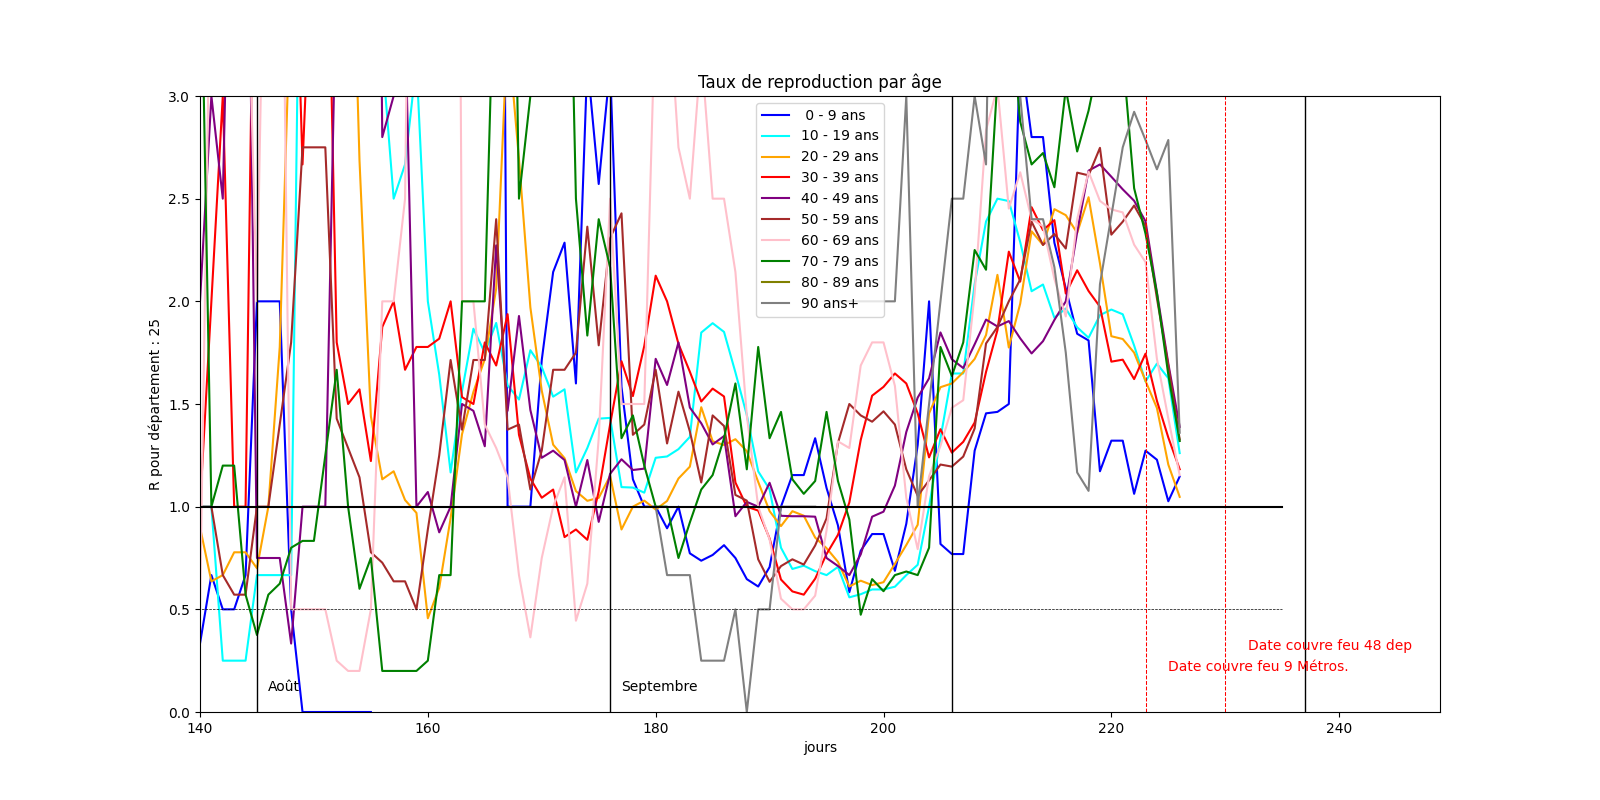 Taux de reproduction par âge
R pour département : 25
3.0
2.5
2.0
1.5
1.0
0.5
0.0
0 - 9 ans
10 - 19 ans
20 - 29 ans
30 - 39 ans
40 - 49 ans
50 - 59 ans
60 - 69 ans
70 - 79 ans
80 - 89 ans
90 ans+
Date couvre feu 48 dep
Date couvre feu 9 Métros.
Août
Septembre
140
160
180
200
220
240
jours